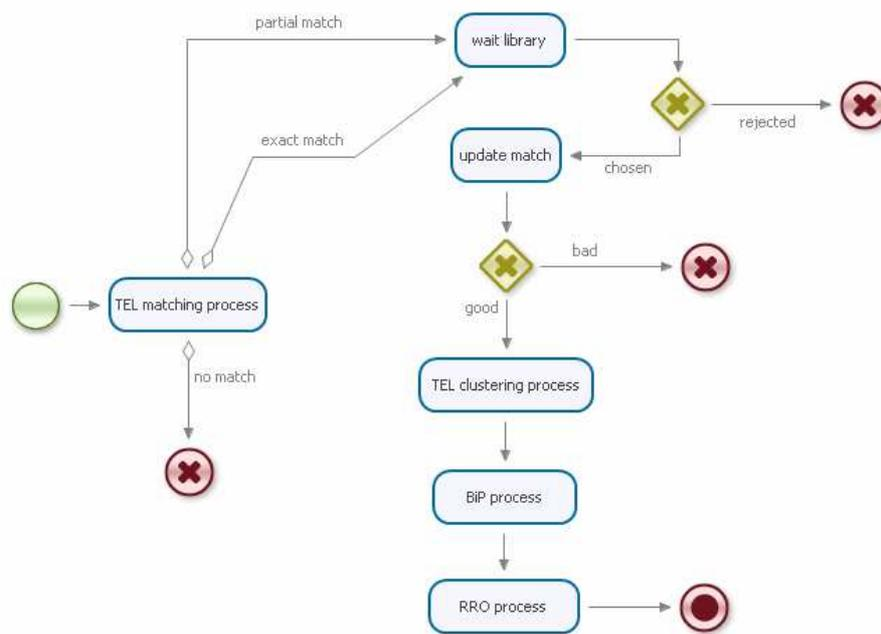 partial match
wait library
exact match
rejected
update match
chosen
bad
TEL matching process
good
no match
TEL clustering process
BiP process
RRO process